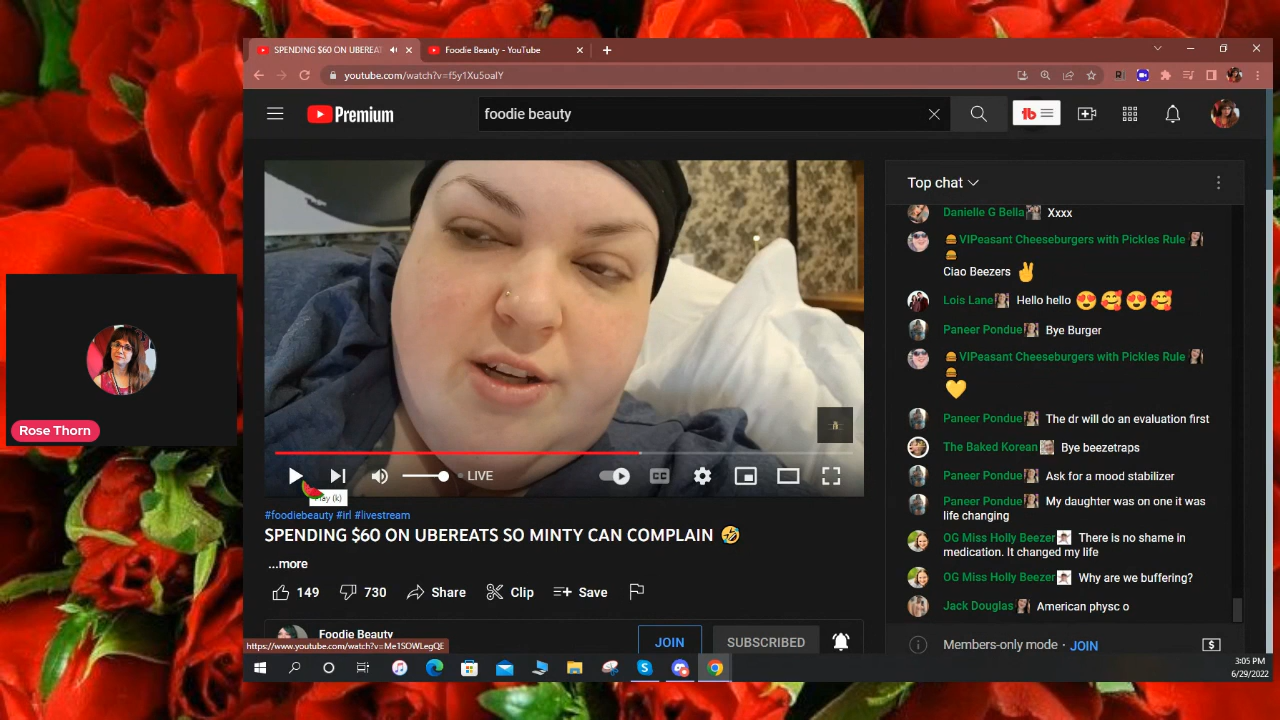 SPENDING $60 ON UBEREAT
Foodie Beauty - YouTube
youtube.com/watch?v=f5y1Xu5oaIY
Premium
foodie beauty
Top chat
Danielle G Bella Xxxx
VIPeasant Cheeseburgers with Pickles Rule
Ciao Beezers
Lois Lane Hello hello
Paneer Pondue Bye Burger
VIPeasant Cheeseburgers with Pickles Rule
Paneer Pondue The dr will do an evaluation first
The Baked Korean Bye beezetraps
Paneer Pondue Ask for a mood stabilizer
Paneer Pondue My daughter was on one it was
life changing
OG Miss Holly Beezer There is no shame in
medication. It changed my life
OG Miss Holly Beezer Why are we buffering?
Jack Douglas American physc o
Members-only mode JOIN
Rose Thorn
LIVE
CC
(k)
#foodiebeauty #irl #livestream
SPENDING $60 ON UBEREATS SO MINTY CAN COMPLAIN
...more
149 730 Share Clip Save
Foodie Beauty
JOIN SUBSCRIBED
https://www.youtube.com/watch?v=Me1SOWLegQE
3:05 PM
6/29/2022